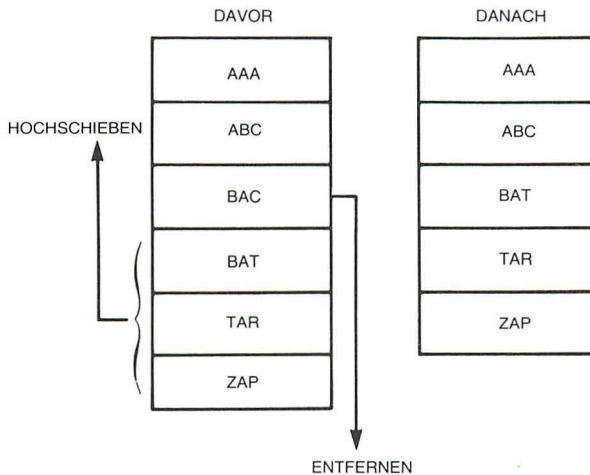 DAVOR
AAA
HOCHSCHIEBEN
ABC
BAC
BAT
TAR
ZAP
ENTFERNEN
DANACH
AAA
ABC
BAT
TAR
ZAP